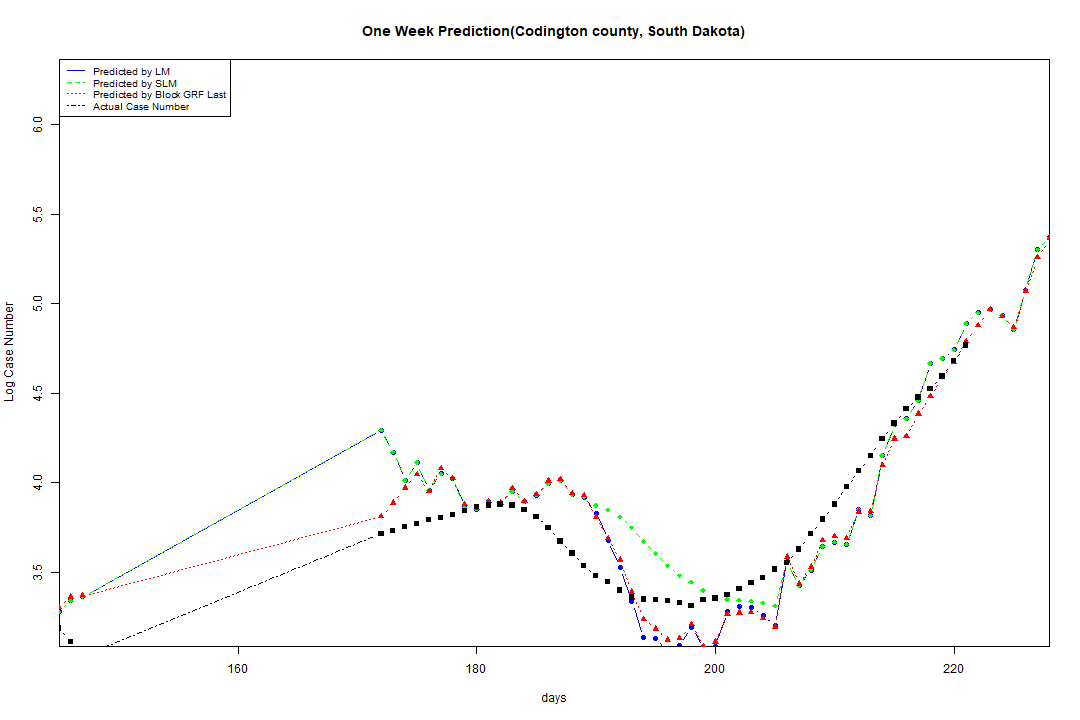 One Week Prediction(Codington county, South Dakota)
Predicted by LM
Predicted by SLM
Predicted by Block GRF Last
Actual Case Number
Log Case Number
6.0
5.5
5.0
4.5
4.0
3.5
160 180 200 220
days